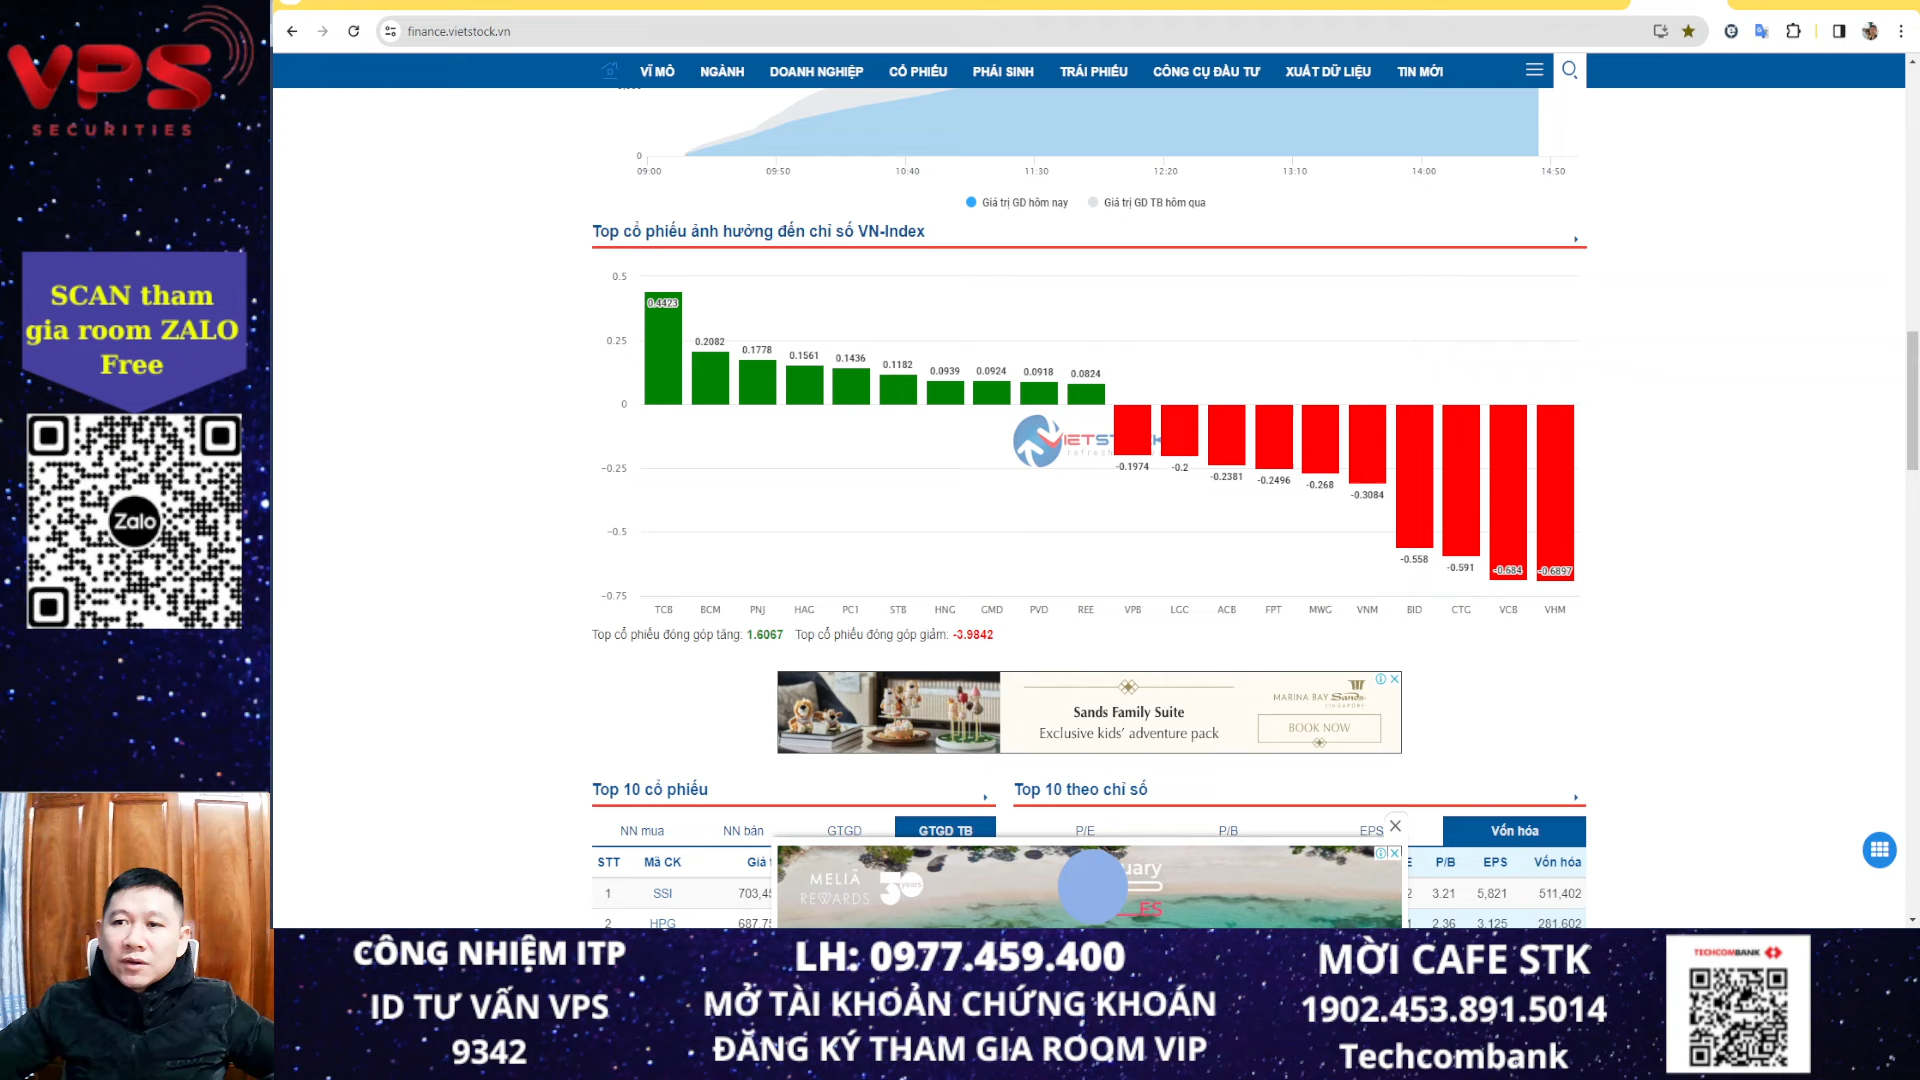 VPS
SECURITIES
SCAN tham
gia room ZALO
Free
Zalo
finance.vietstock.vn
VĨ MÔ NGÀNH DOANH NGHIỆP CỔ PHIẾU PHÁI SINH TRÁI PHIẾU CÔNG CỤ ĐẦU TƯ XUẤT DỮ LIỆU TIN MỚI
0
09:00 09:50 10:40 11:30 12:20 13:10 14:00 14:50
Giá trị GD hôm nay Giá trị GD TB hôm qua
Top cổ phiếu ảnh hưởng đến chỉ số VN-Index
0.5
0.25
0
-0.25
-0.5
-0.75
0.4423 0.2082 0.1778 0.1561 0.1436 0.1182 0.0939 0.0924 0.0918 0.0824
-0.1974 -0.2 -0.2381 -0.2496 -0.268 -0.3084 -0.558 -0.591 -0.684 -0.6897
TCB BCM PNJ HAG PC1 STB HNG GMD PVD REE VPB LGC ACB FPT MWG VNM BID CTG VCB VHM
Top cổ phiếu đóng góp tăng: 1.6067 Top cổ phiếu đóng góp giảm: -3.9842
Sands Family Suite
Exclusive kids' adventure pack
MARINA BAY Sands
SINGAPORE
BOOK NOW
Top 10 cổ phiếu
NN mua NN bán GTGD GTGD TB
STT Mã CK
1 SSI
2 HPG
Top 10 theo chỉ số
P/E P/B EPS Vốn hóa
P/B EPS Vốn hóa
3.21 5,821 511,402
2.36 3,125 281,602
MELIÃ
REWARDS
30
years
CÔNG NHIỆM ITP
ID TƯ VẤN VPS
9342
LH: 0977.459.400
MỞ TÀI KHOẢN CHỨNG KHOÁN
ĐĂNG KÝ THAM GIA ROOM VIP
MỜI CAFE STK
1902.453.891.5014
Techcombank
TECHCOMBANK